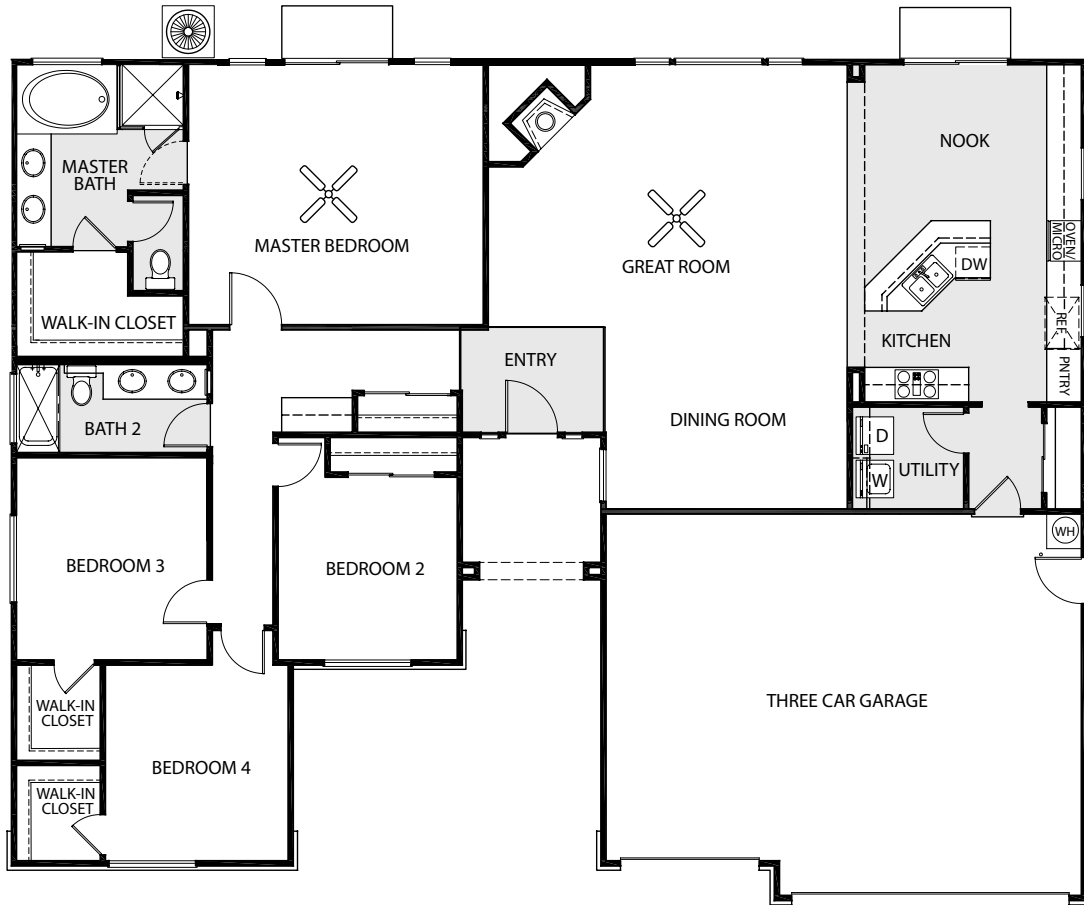 NOOK
MASTER
BATH
MASTER BEDROOM
GREAT ROOM
OVEN/
MICRO
DW
WALK-IN CLOSET
REF.
KITCHEN
ENTRY
PNTRY
BATH 2
DINING ROOM
D
UTILITY
W
WH
BEDROOM 3
BEDROOM 2
WALK-IN
CLOSET
THREE CAR GARAGE
BEDROOM 4
WALK-IN
CLOSET